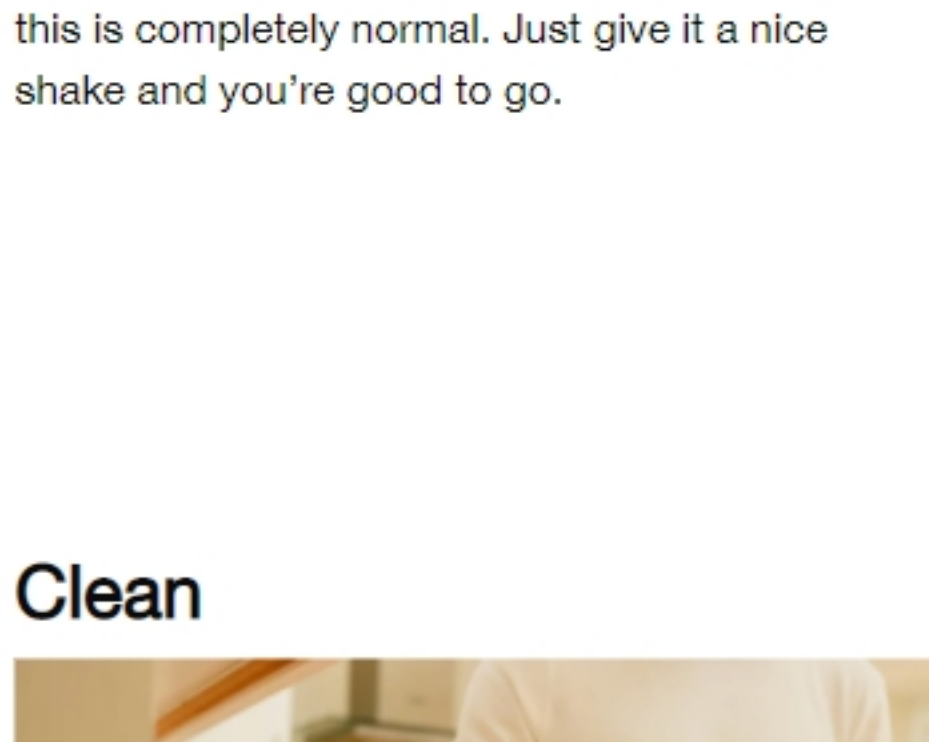 this is completely normal. Just give it a nice
shake and you’re good to go.
Clean